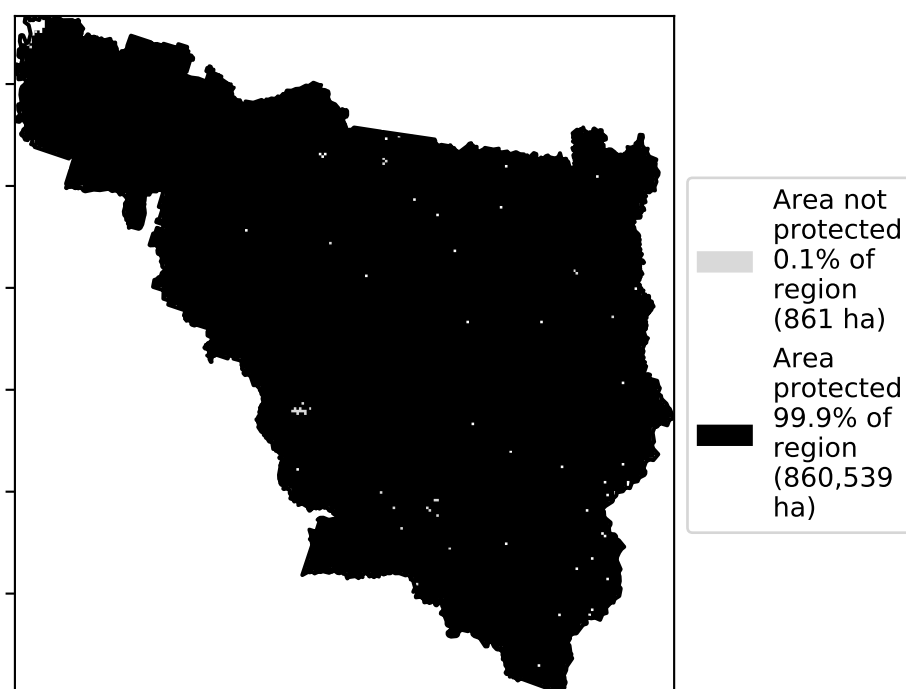 Area not
protected
0.1% of
region
(861 ha)
Area
protected
99.9% of
region
(860,539
ha)